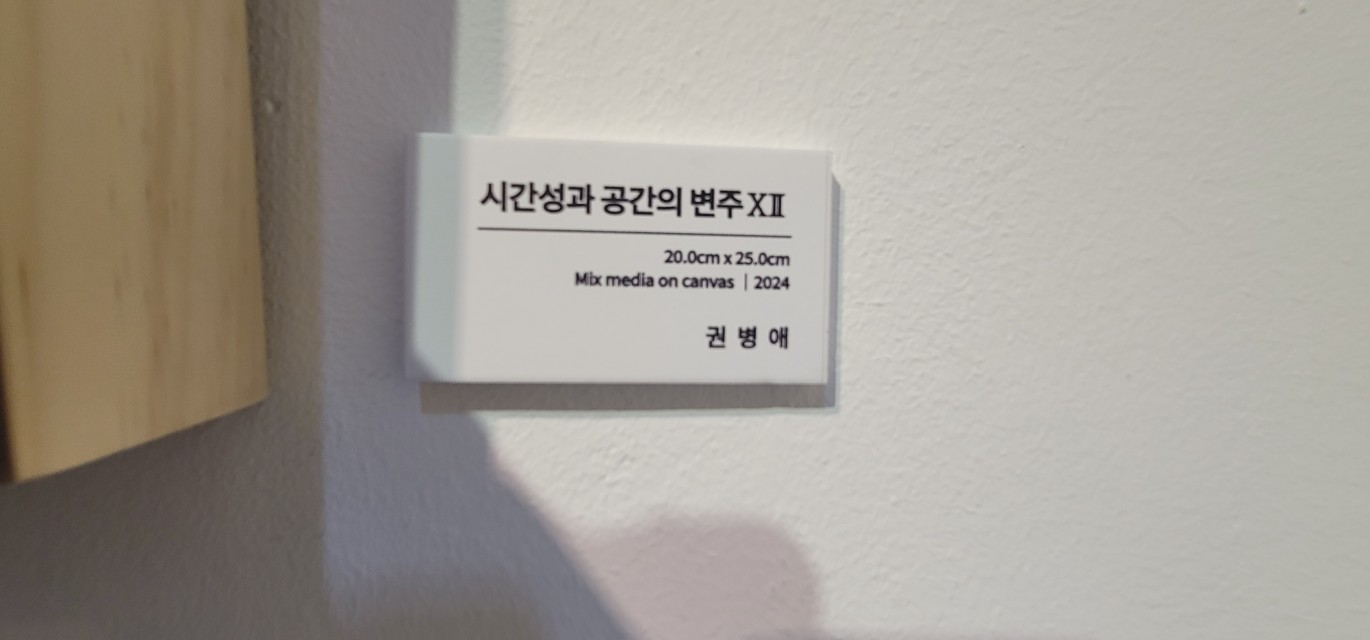 시간성과 공간의 변주 XⅡ
20.0cm x 25.0cm
Mix media on canvas | 2024
권 병 애